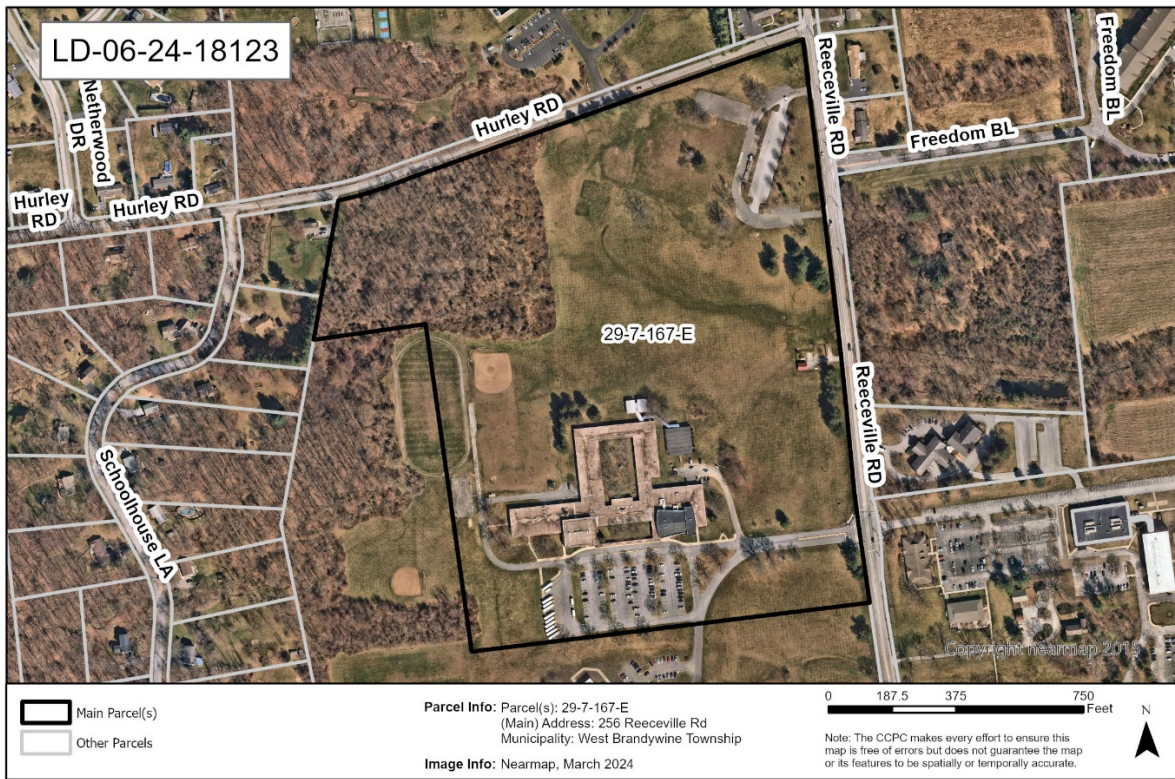 LD-06-24-18123
Netherwood
DR
Hurley RD
Reeceville RD
Freedom BL
Freedom BL
Hurley
RD
Hurley RD
29-7-167-E
Reeceville RD
Schoolhouse LA
Copyright nearmap 2015
Main Parcel(s)
Other Parcels
Parcel Info: Parcel(s): 29-7-167-E
(Main) Address: 256 Reeceville Rd
Municipality: West Brandywine Township
Image Info: Nearmap, March 2024
0 187.5 375 750
Feet
N
Note: The CCPC makes every effort to ensure this
map is free of errors but does not guarantee the map
or its features to be spatially or temporally accurate.